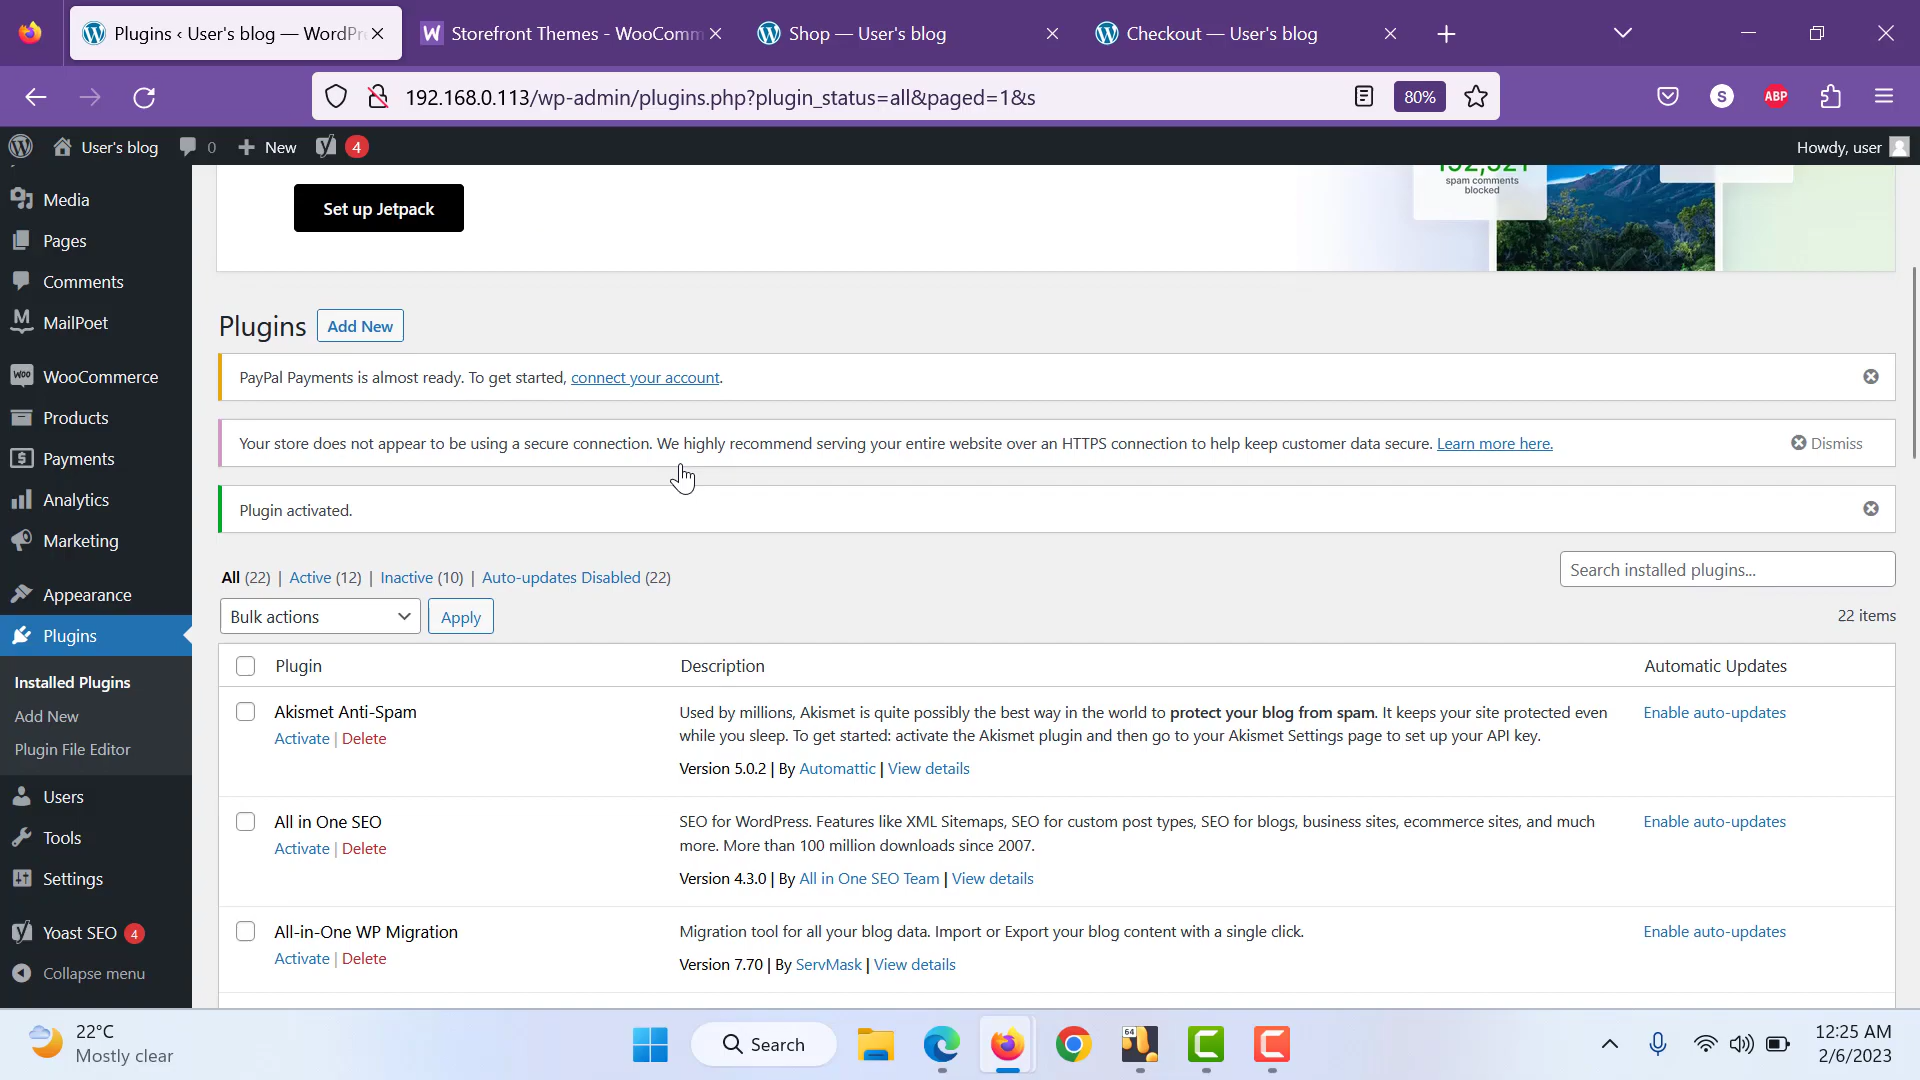 Plugins ‹ User's blog — WordPre
Storefront Themes - WooComm
Shop — User's blog
Checkout — User's blog
192.168.0.113/wp-admin/plugins.php?plugin_status=all&paged=1&s
80%
S
ABP
User's blog
0
New
4
Howdy, user
Media
Pages
Comments
MailPoet
WooCommerce
Products
Payments
Analytics
Marketing
Appearance
Plugins
Installed Plugins
Add New
Plugin File Editor
Users
Tools
Settings
Yoast SEO 4
Collapse menu
Set up Jetpack
spam comments
blocked
Plugins Add New
PayPal Payments is almost ready. To get started, connect your account.
Your store does not appear to be using a secure connection. We highly recommend serving your entire website over an HTTPS connection to help keep customer data secure. Learn more here.
Dismiss
Plugin activated.
All (22) | Active (12) | Inactive (10) | Auto-updates Disabled (22)
Search installed plugins...
Bulk actions
Apply
22 items
Plugin
Description
Automatic Updates
Akismet Anti-Spam
Activate | Delete
Used by millions, Akismet is quite possibly the best way in the world to protect your blog from spam. It keeps your site protected even
while you sleep. To get started: activate the Akismet plugin and then go to your Akismet Settings page to set up your API key.
Version 5.0.2 | By Automattic | View details
Enable auto-updates
All in One SEO
Activate | Delete
SEO for WordPress. Features like XML Sitemaps, SEO for custom post types, SEO for blogs, business sites, ecommerce sites, and much
more. More than 100 million downloads since 2007.
Version 4.3.0 | By All in One SEO Team | View details
Enable auto-updates
All-in-One WP Migration
Activate | Delete
Migration tool for all your blog data. Import or Export your blog content with a single click.
Version 7.70 | By ServMask | View details
Enable auto-updates
22°C
Mostly clear
Search
64
12:25 AM
2/6/2023